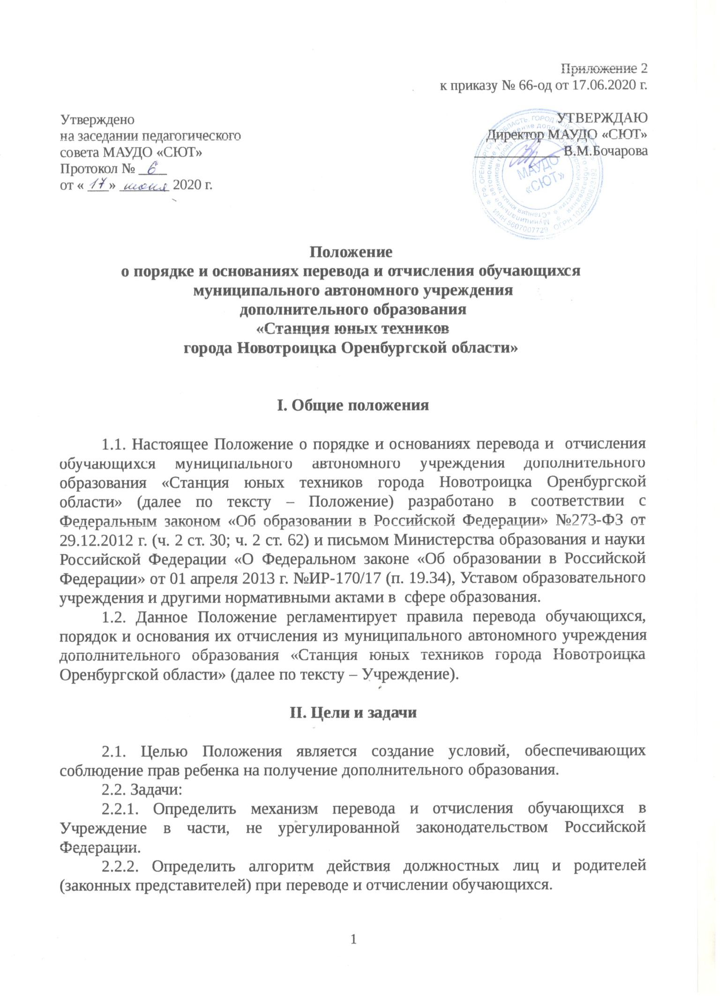 Приложение 2
к приказу № 66-од от 17.06.2020 г.
Утверждено
на заседании педагогического
совета МАУДО «СЮТ»
Протокол № 6
от « 17 » июня 2020 г.
УТВЕРЖДАЮ
Директор МАУДО «СЮТ»
В.М.Бочарова
МАУДО
«СЮТ»
ИНН 5607007729 ОГРН 1025600823192
Положение
о порядке и основаниях перевода и отчисления обучающихся
муниципального автономного учреждения
дополнительного образования
«Станция юных техников
города Новотроицка Оренбургской области»
I. Общие положения
1.1. Настоящее Положение о порядке и основаниях перевода и отчисления
обучающихся муниципального автономного учреждения дополнительного
образования «Станция юных техников города Новотроицка Оренбургской
области» (далее по тексту – Положение) разработано в соответствии с
Федеральным законом «Об образовании в Российской Федерации» №273-ФЗ от
29.12.2012 г. (ч. 2 ст. 30; ч. 2 ст. 62) и письмом Министерства образования и науки
Российской Федерации «О Федеральном законе «Об образовании в Российской
Федерации» от 01 апреля 2013 г. №ИР-170/17 (п. 19.34), Уставом образовательного
учреждения и другими нормативными актами в сфере образования.
1.2. Данное Положение регламентирует правила перевода обучающихся,
порядок и основания их отчисления из муниципального автономного учреждения
дополнительного образования «Станция юных техников города Новотроицка
Оренбургской области» (далее по тексту – Учреждение).
II. Цели и задачи
2.1. Целью Положения является создание условий, обеспечивающих
соблюдение прав ребенка на получение дополнительного образования.
2.2. Задачи:
2.2.1. Определить механизм перевода и отчисления обучающихся в
Учреждение в части, не урегулированной законодательством Российской
Федерации.
2.2.2. Определить алгоритм действия должностных лиц и родителей
(законных представителей) при переводе и отчислении обучающихся.
1